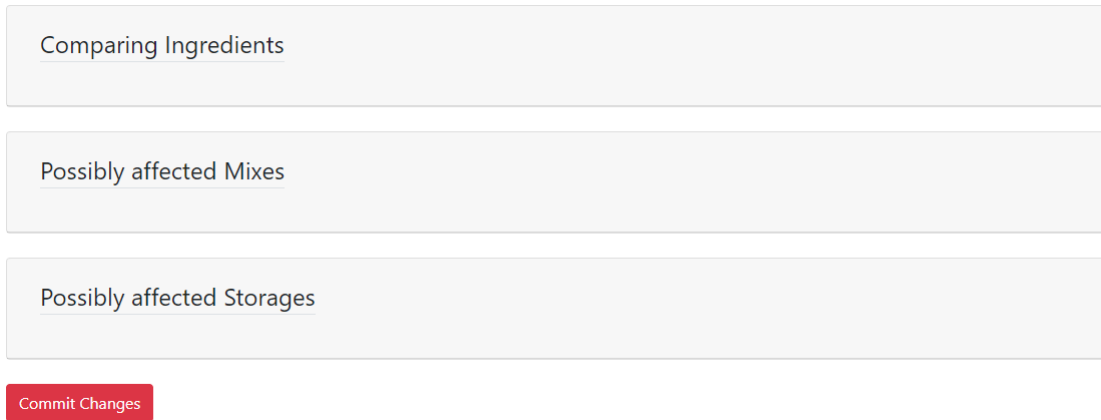 Comparing Ingredients
Possibly affected Mixes
Possibly affected Storages
Commit Changes